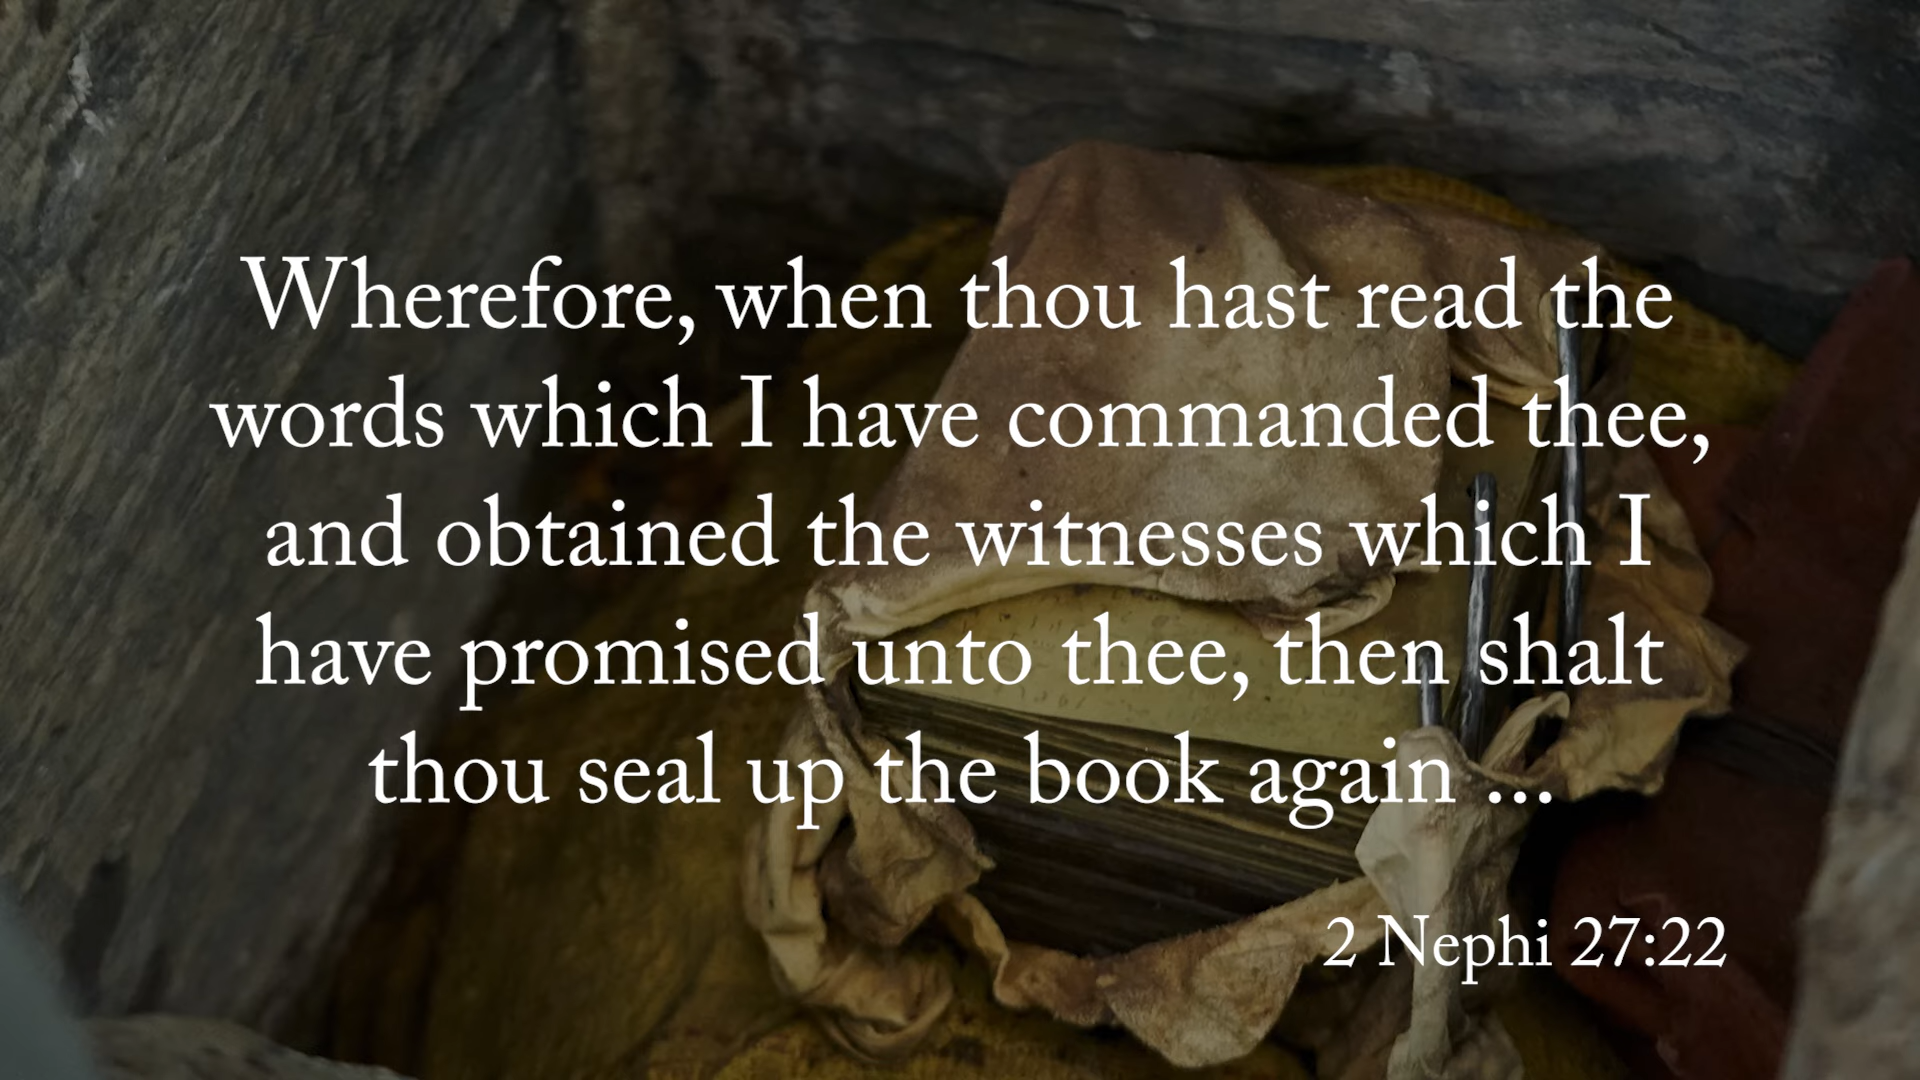 Wherefore, when thou hast read the
words which I have commanded thee,
and obtained the witnesses which I
have promised unto thee, then shalt
thou seal up the book again ...
2 Nephi 27:22